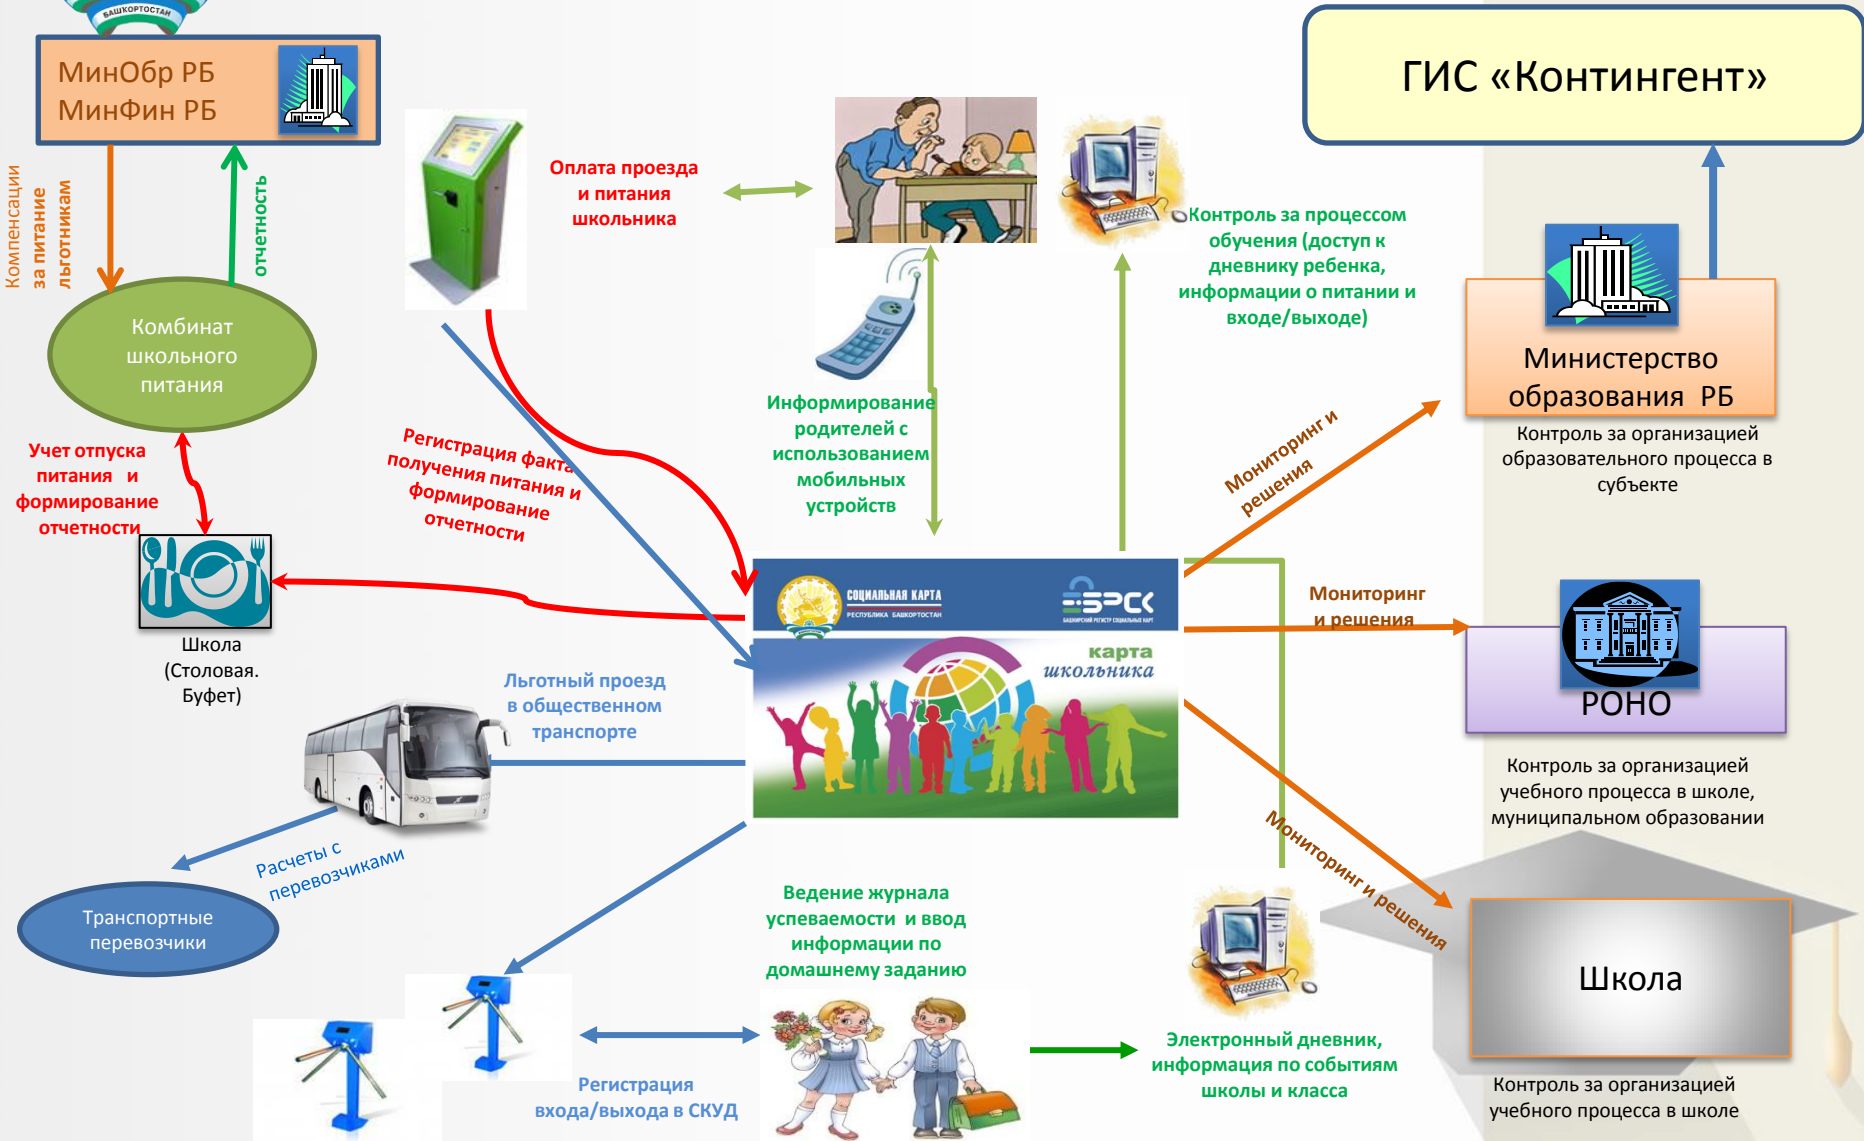 БАШКОРТОСТАН
МинОбр РБ
МинФин РБ
ГИС «Контингент»
Компенсации
за питание
льготникам
отчетность
Оплата проезда
и питания
школьника
Контроль за процессом
обучения (доступ к
дневнику ребенка,
информации о питании и
входе/выходе)
Комбинат
школьного
питания
Министерство
образования РБ
Контроль за организацией
образовательного процесса в
субъекте
Информирование
родителей с
использованием
мобильных
устройств
Мониторинг и
решения
Учет отпуска
питания и
формирование
отчетности
Регистрация факта
получения питания и
формирование
отчетности
СОЦИАЛЬНАЯ КАРТА
РЕСПУБЛИКА БАШКОРТОСТАН
БРСК
БАШКИРСКИЙ РЕГИСТР СОЦИАЛЬНЫХ КАРТ
карта
школьника
Мониторинг
и решения
РОНО
Контроль за организацией
учебного процесса в школе,
муниципальном образовании
Школа
(Столовая.
Буфет)
Льготный проезд
в общественном
транспорте
Расчеты с
перевозчиками
Транспортные
перевозчики
Мониторинг и решения
Ведение журнала
успеваемости и ввод
информации по
домашнему заданию
Школа
Контроль за организацией
учебного процесса в школе
Электронный дневник,
информация по событиям
школы и класса
Регистрация
входа/выхода в СКУД